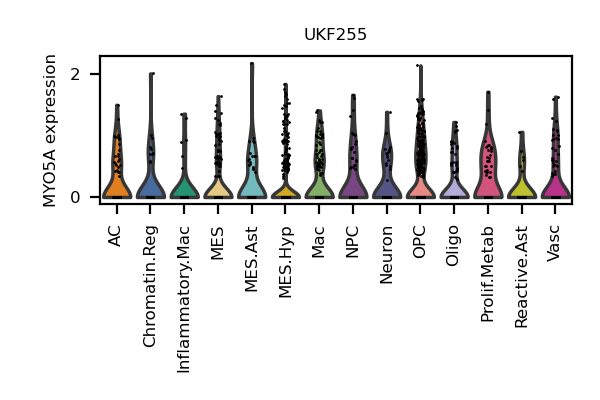 UKF255
MYO5A expression
2
0
AC
Chromatin.Reg
Inflammatory.Mac
MES
MES.Ast
MES.Hyp
Mac
NPC
Neuron
OPC
Oligo
Prolif.Metab
Reactive.Ast
Vasc